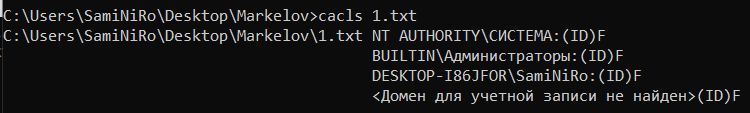 C:\Users\SamiNiRo\Desktop\Markelov>cacls 1.txt
C:\Users\SamiNiRo\Desktop\Markelov\1.txt NT AUTHORITY\СИСТЕМА:(ID)F
BUILTIN\Администраторы:(ID)F
DESKTOP-I86JFOR\SamiNiRo:(ID)F
<Домен для учетной записи не найден>(ID)F